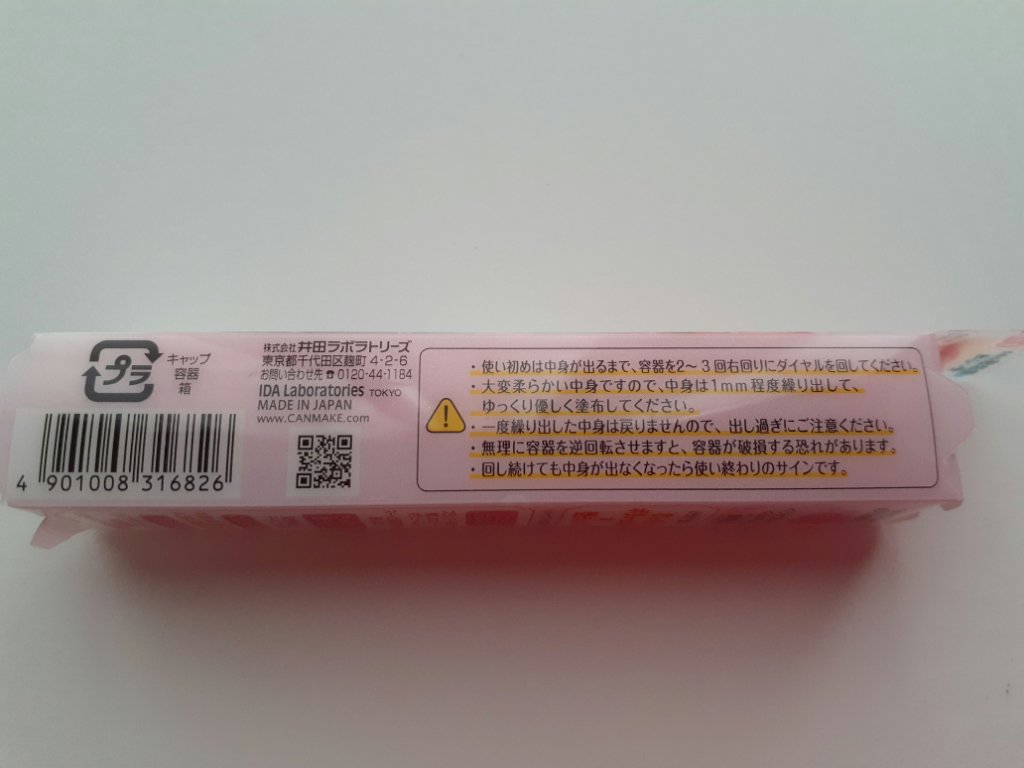 プラ
キャップ
容器
箱
4 901008 316826
株式会社 井田ラボラトリーズ
東京都千代田区麹町 4-2-6
お問い合わせ先 ☎ 0120-44-1184
IDA Laboratories TOKYO
MADE IN JAPAN
www.CANMAKE.com
・使い初めは中身が出るまで、容器を2〜3回右回りにダイヤルを回してください。
・大変柔らかい中身ですので、中身は1mm程度繰り出して、
ゆっくり優しく塗布してください。
・一度繰り出した中身は戻りませんので、出し過ぎにご注意ください。
・無理に容器を逆回転させますと、容器が破損する恐れがあります。
・回し続けても中身が出なくなったら使い終わりのサインです。